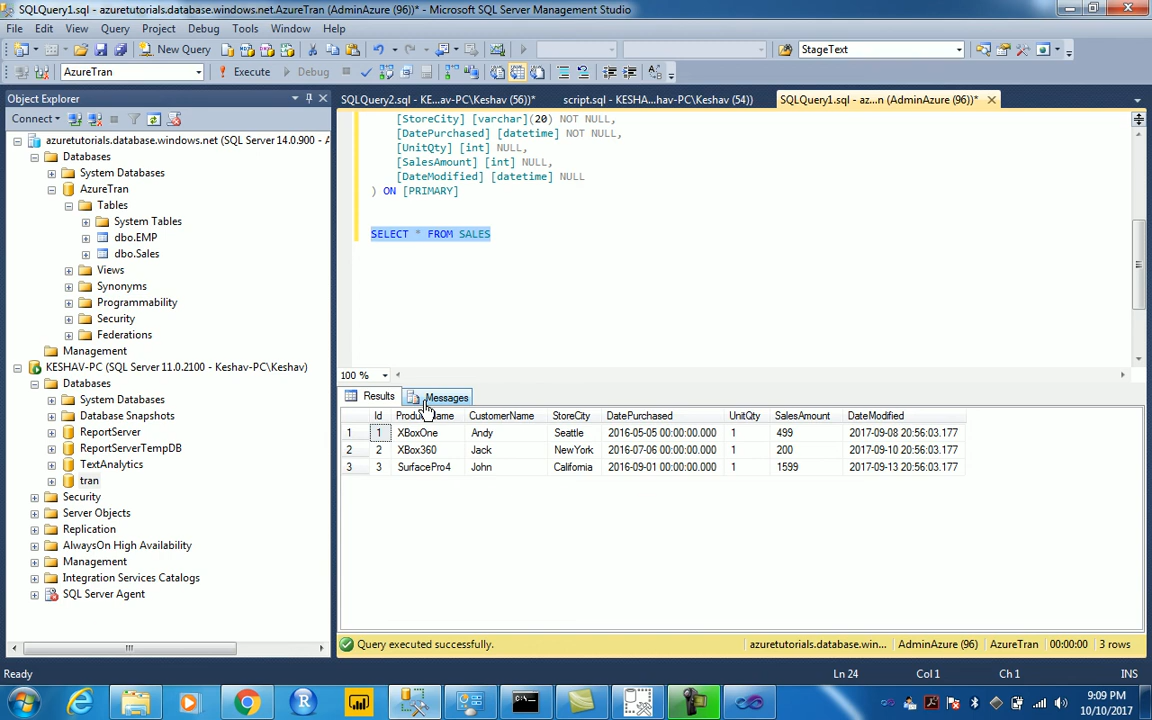 SQLQuery1.sql - azuretutorials.database.windows.net.AzureTran (AdminAzure (96))* - Microsoft SQL Server Management Studio
File Edit View Query Project Debug Tools Window Help
New Query StageText
AzureTran Execute Debug
Object Explorer
SQLQuery2.sql - KE...av-PC\Keshav (56))* script.sql - KESHA...hav-PC\Keshav (54)) SQLQuery1.sql - az...n (AdminAzure (96))*
Connect
azuretutorials.database.windows.net (SQL Server 14.0.900 - A
Databases
System Databases
AzureTran
Tables
System Tables
dbo.EMP
dbo.Sales
Views
Synonyms
Programmability
Security
Federations
Management
KESHAV-PC (SQL Server 11.0.2100 - Keshav-PC\Keshav)
Databases
System Databases
Database Snapshots
ReportServer
ReportServerTempDB
TextAnalytics
tran
Security
Server Objects
Replication
AlwaysOn High Availability
Management
Integration Services Catalogs
SQL Server Agent
[StoreCity] [varchar](20) NOT NULL,
[DatePurchased] [datetime] NOT NULL,
[UnitQty] [int] NULL,
[SalesAmount] [int] NULL,
[DateModified] [datetime] NULL
) ON [PRIMARY]
SELECT * FROM SALES
100 %
Results Messages
Id CustomerName StoreCity DatePurchased UnitQty SalesAmount DateModified
1 1 XBoxOne Andy Seattle 2016-05-05 00:00:00.000 1 499 2017-09-08 20:56:03.177
2 2 XBox360 Jack NewYork 2016-07-06 00:00:00.000 1 200 2017-09-10 20:56:03.177
3 3 SurfacePro4 John California 2016-09-01 00:00:00.000 1 1599 2017-09-13 20:56:03.177
Query executed successfully. azuretutorials.database.win... AdminAzure (96) AzureTran 00:00:00 3 rows
Ready Ln 24 Col 1 Ch 1 INS
9:09 PM
10/10/2017